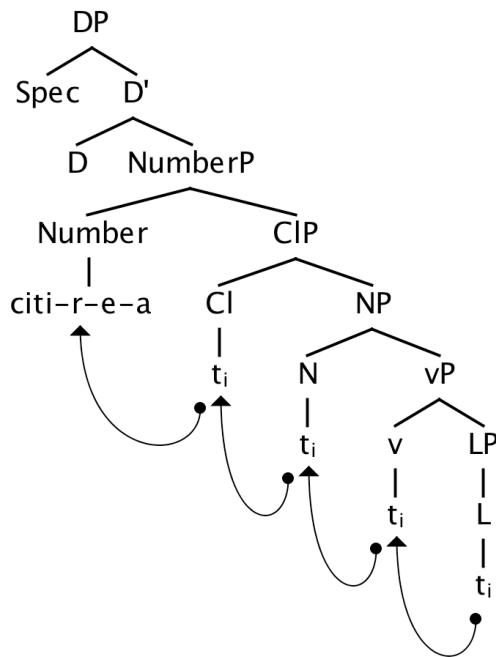 DP
Spec D'
D NumberP
Number ClP
citi-r-e-a Cl NP
tᵢ N vP
tᵢ v LP
tᵢ L
tᵢ